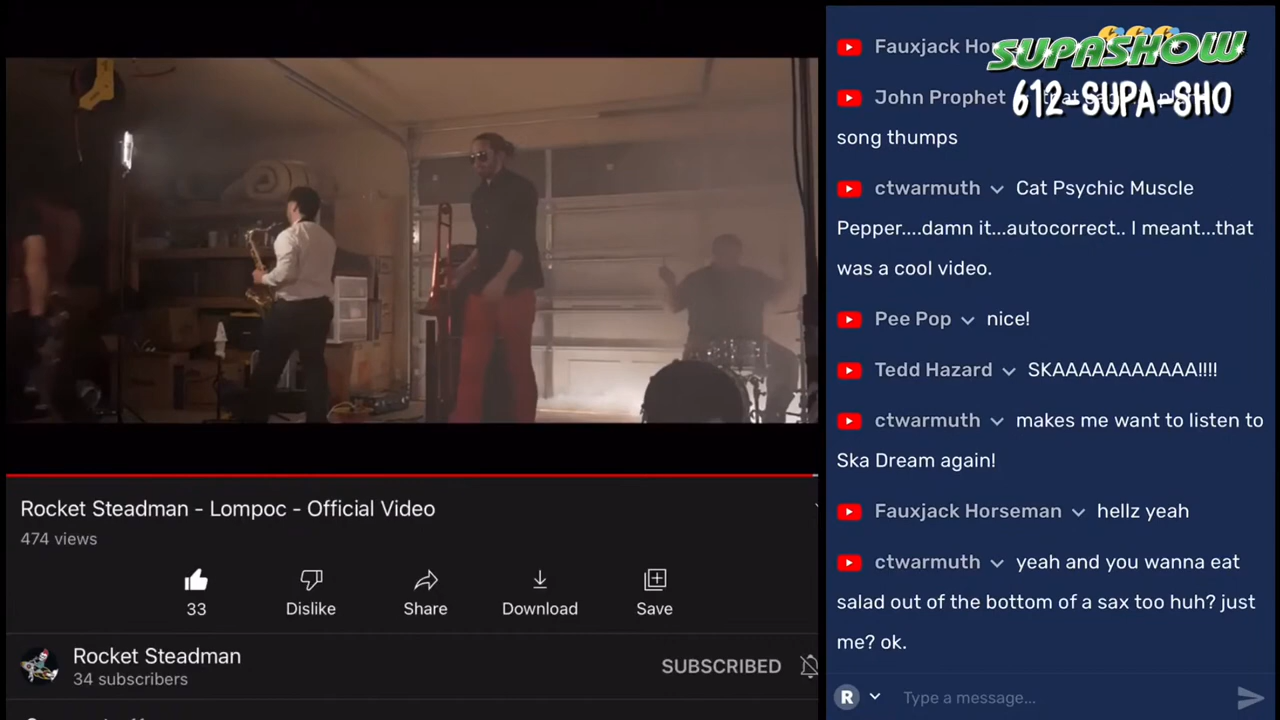 Fauxjack
SUPASHOW
612-SUPA-SHO
John Prophet
song thumps
ctwarmuth Cat Psychic Muscle
Pepper....damn it...autocorrect.. I meant...that
was a cool video.
Pee Pop nice!
Tedd Hazard SKAAAAAAAAAAA!!!!
ctwarmuth makes me want to listen to
Ska Dream again!
Fauxjack Horseman hellz yeah
ctwarmuth yeah and you wanna eat
salad out of the bottom of a sax too huh? just
me? ok.
R Type a message...
Rocket Steadman - Lompoc - Official Video
474 views
33 Dislike Share Download Save
Rocket Steadman
34 subscribers
SUBSCRIBED